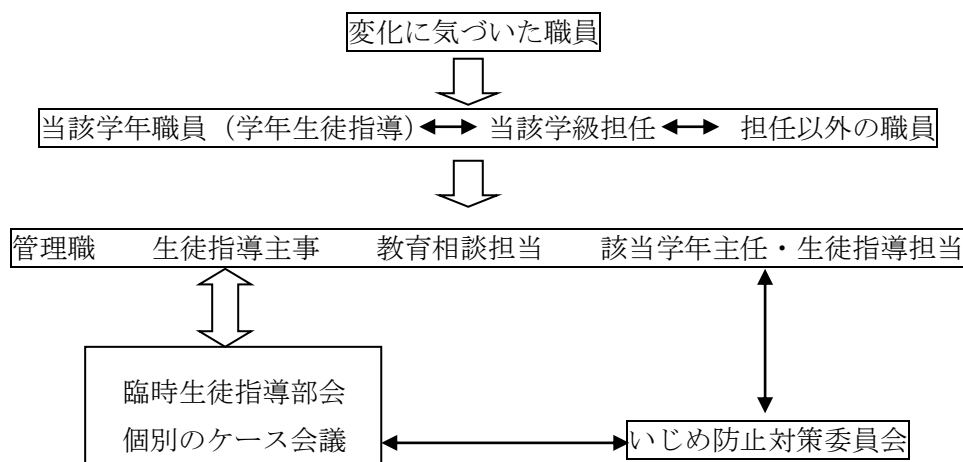 変化に気づいた職員
当該学年職員（学年生徒指導） 当該学級担任 担任以外の職員
管理職 生徒指導主事 教育相談担当 該当学年主任・生徒指導担当
臨時生徒指導部会
個別のケース会議
いじめ防止対策委員会